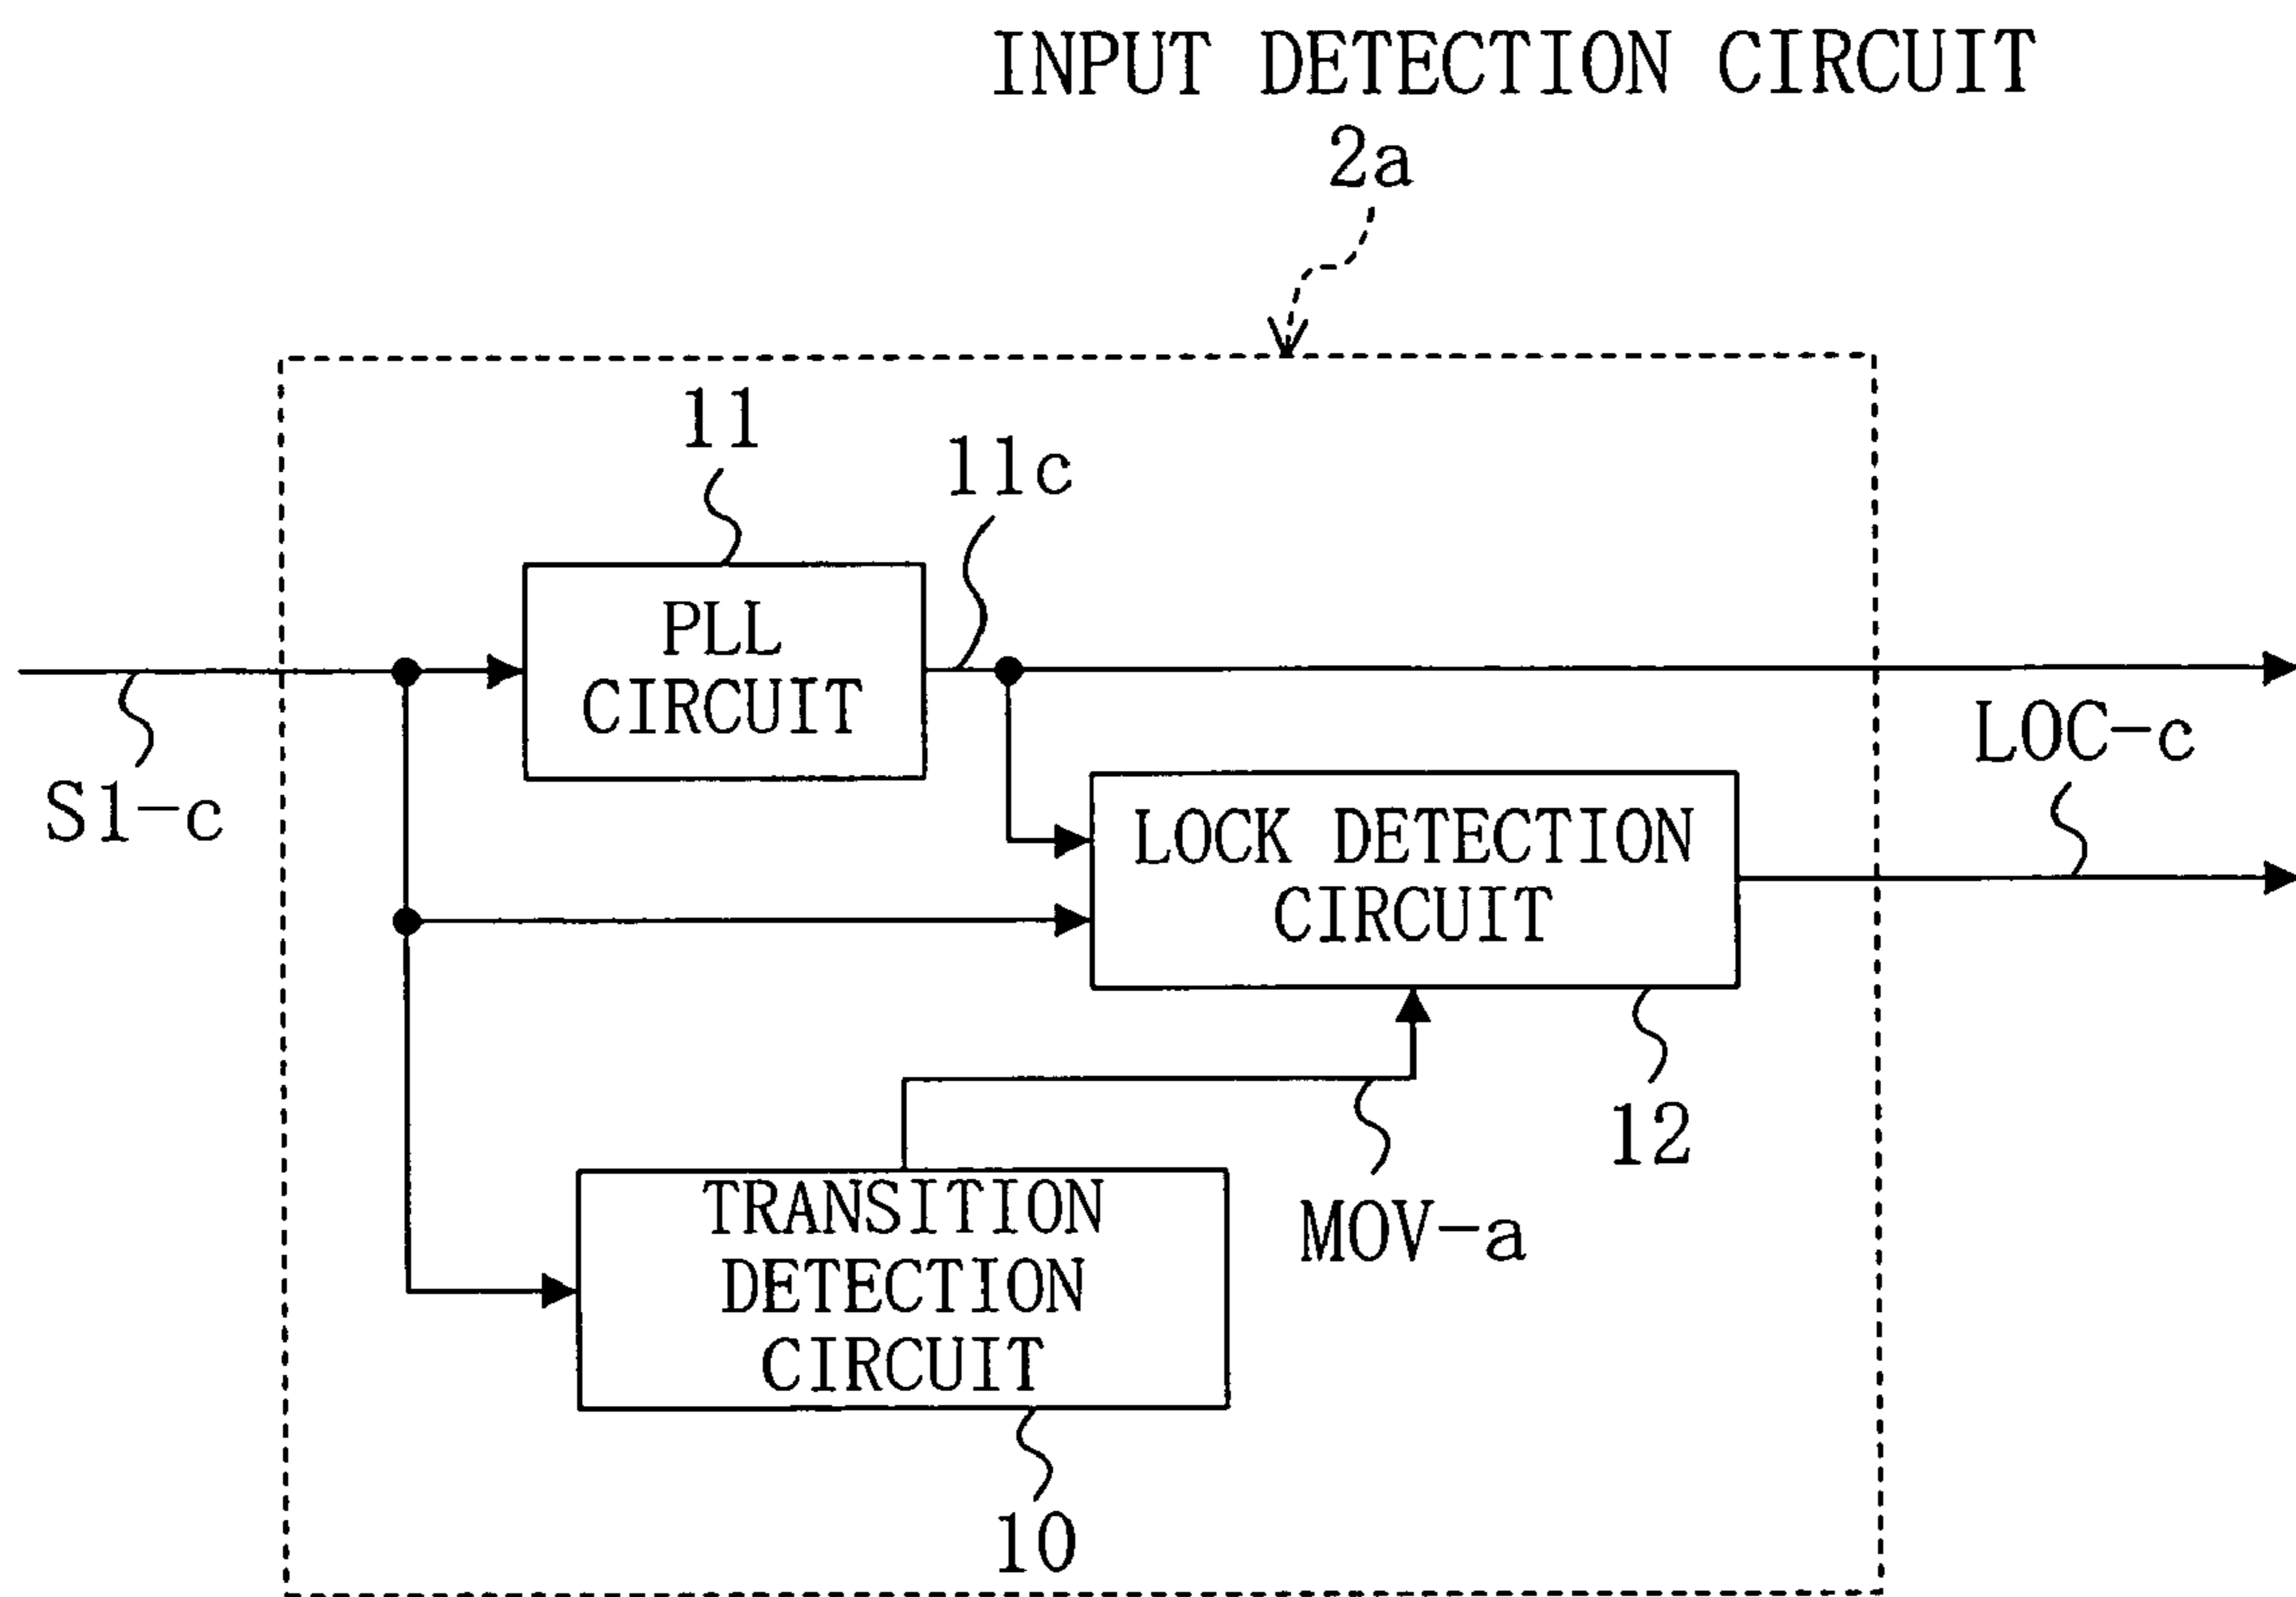 INPUT DETECTION CIRCUIT
2a
11
11c
PLL
CIRCUIT
S1-c
LOC-c
LOCK DETECTION
CIRCUIT
12
MOV-a
TRANSITION
DETECTION
CIRCUIT
10